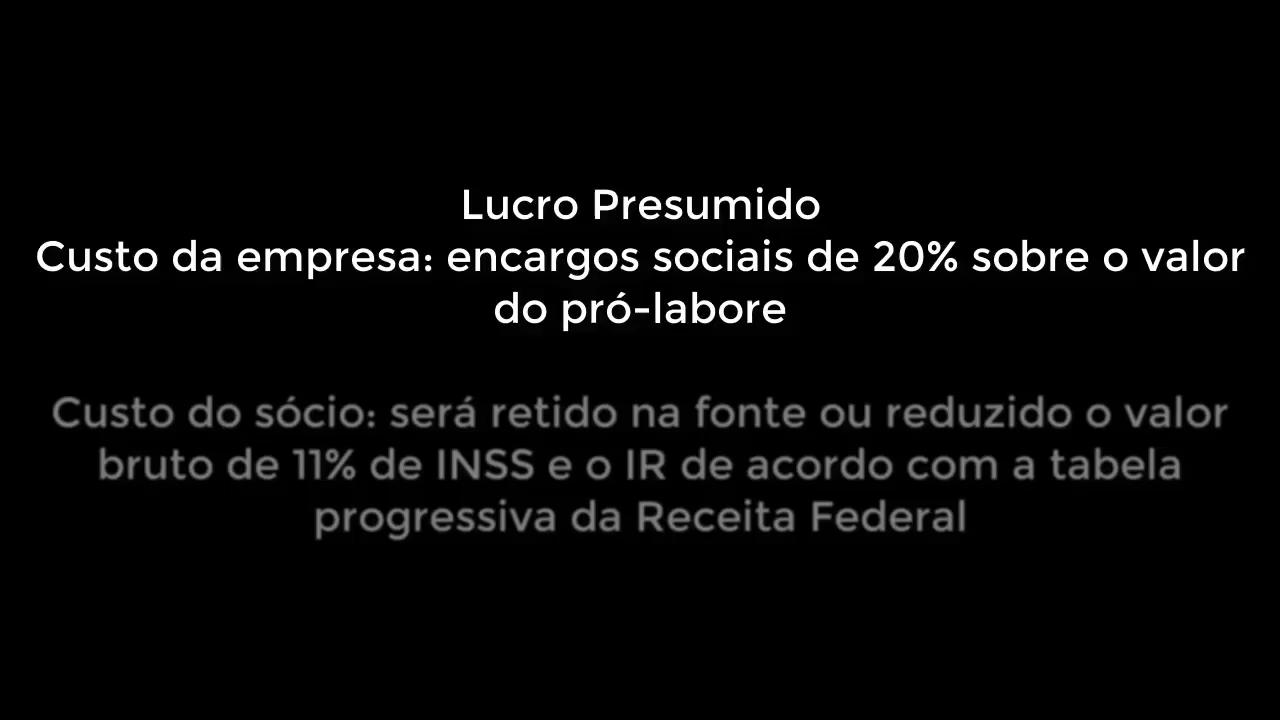 Lucro Presumido
Custo da empresa: encargos sociais de 20% sobre o valor
do pró-labore
Custo do sócio: será retido na fonte ou reduzido o valor
bruto de 11% de INSS e o IR de acordo com a tabela
progressiva da Receita Federal